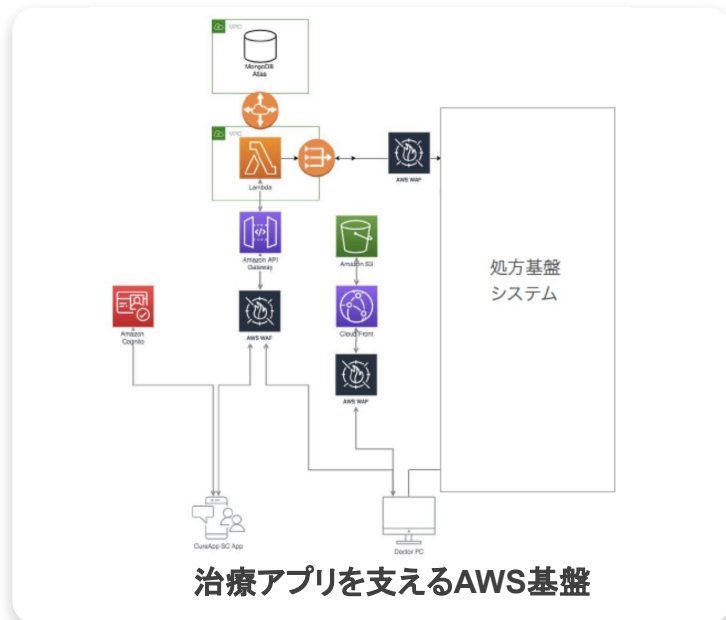 VPC
MongoDB
Atlas
VPC
Lambda
AWS WAF
Amazon API
Gateway
Amazon S3
処方基盤
システム
Amazon
Cognito
AWS WAF
Cloud Front
AWS WAF
CureApp SC App
Doctor PC
治療アプリを支えるAWS基盤